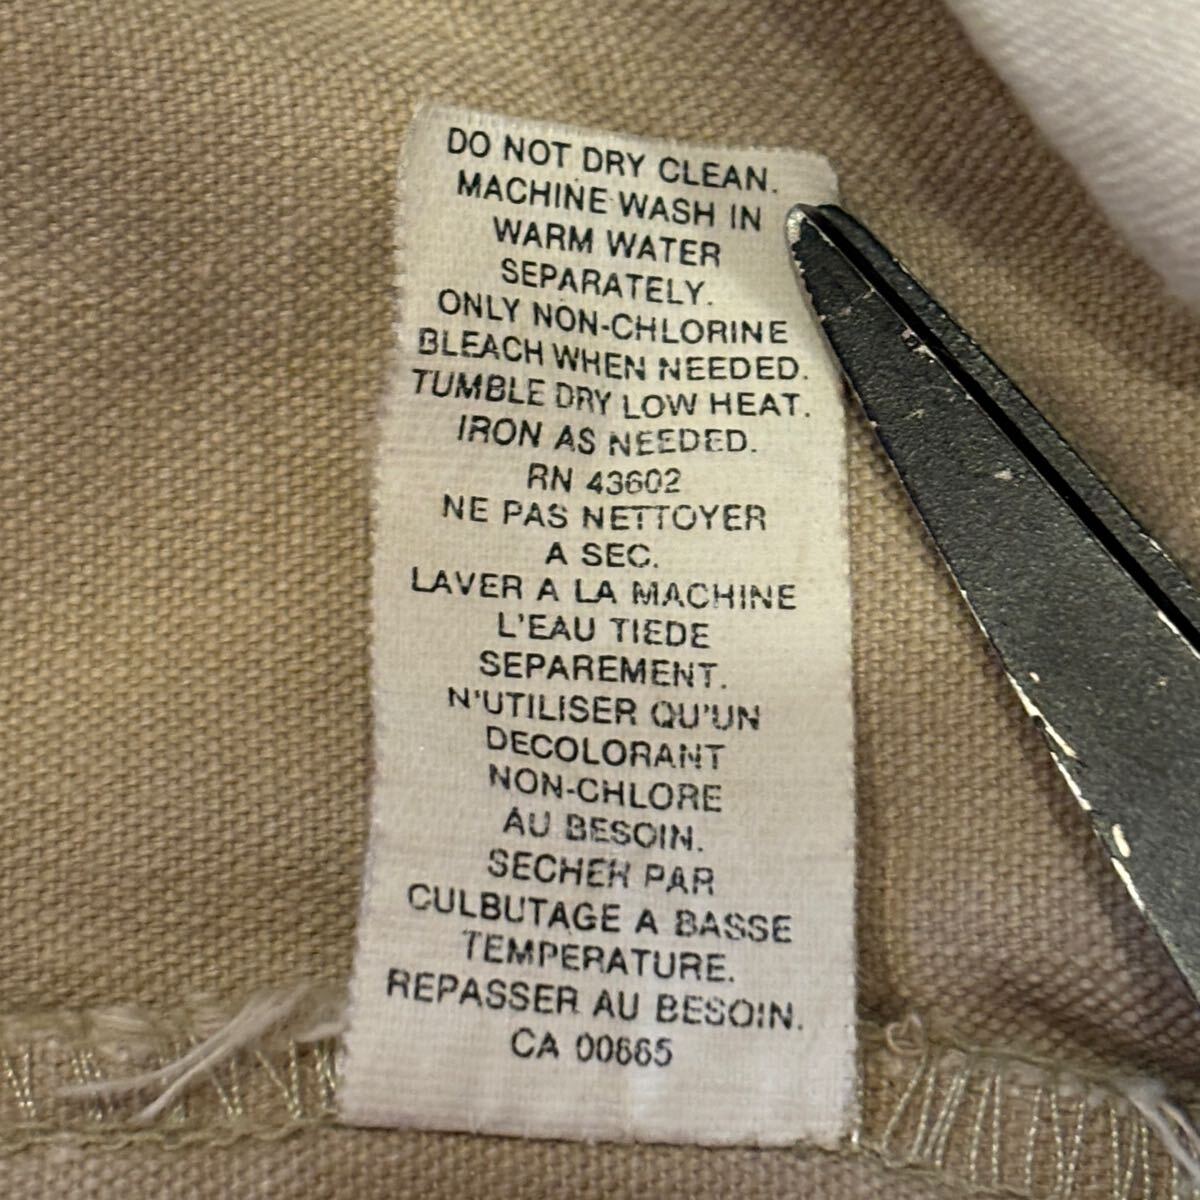 DO NOT DRY CLEAN.
MACHINE WASH IN
WARM WATER
SEPARATELY.
ONLY NON-CHLORINE
BLEACH WHEN NEEDED.
TUMBLE DRY LOW HEAT.
IRON AS NEEDED.
RN 43602
NE PAS NETTOYER
A SEC.
LAVER A LA MACHINE
L'EAU TIEDE
SEPAREMENT.
N'UTILISER QU'UN
DECOLORANT
NON-CHLORE
AU BESOIN.
SECHER PAR
CULBUTAGE A BASSE
TEMPERATURE.
REPASSER AU BESOIN.
CA 00665